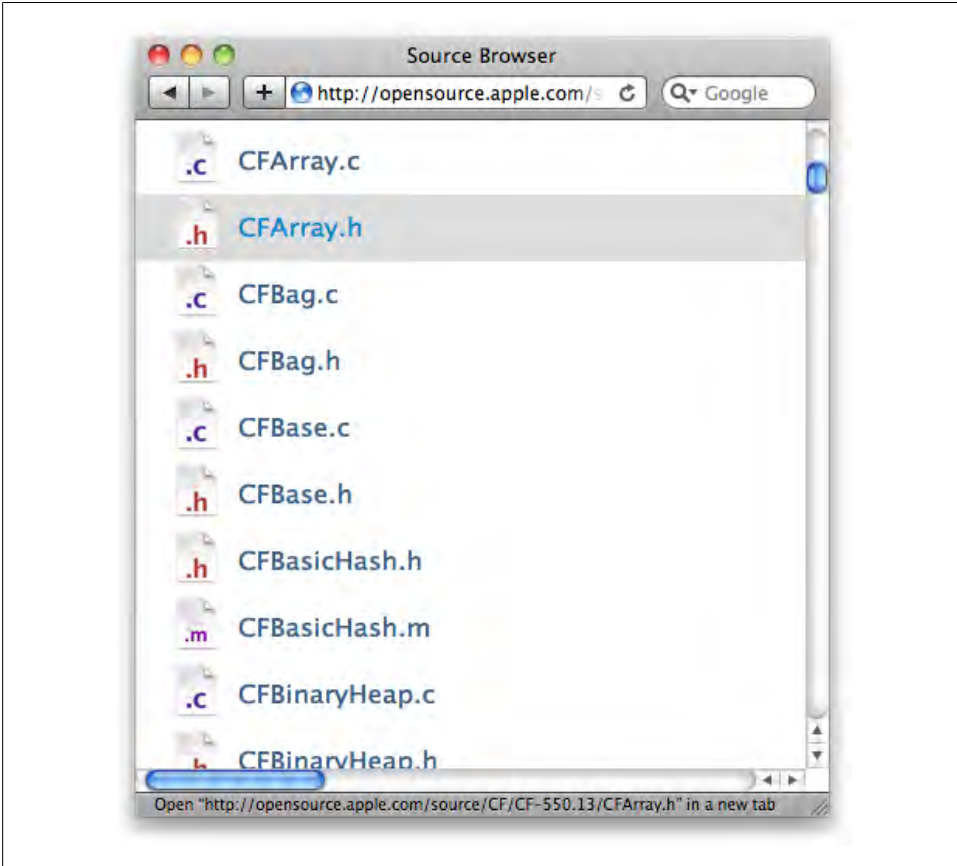 Source Browser
+ http://opensource.apple.com/s Google
.c CFArray.c
.h CFArray.h
.c CFBag.c
.h CFBag.h
.c CFBase.c
.h CFBase.h
.h CFBasicHash.h
.m CFBasicHash.m
.c CFBinaryHeap.c
.h CFBinaryHeap.h
Open "http://opensource.apple.com/source/CF/CF-550.13/CFArray.h" in a new tab